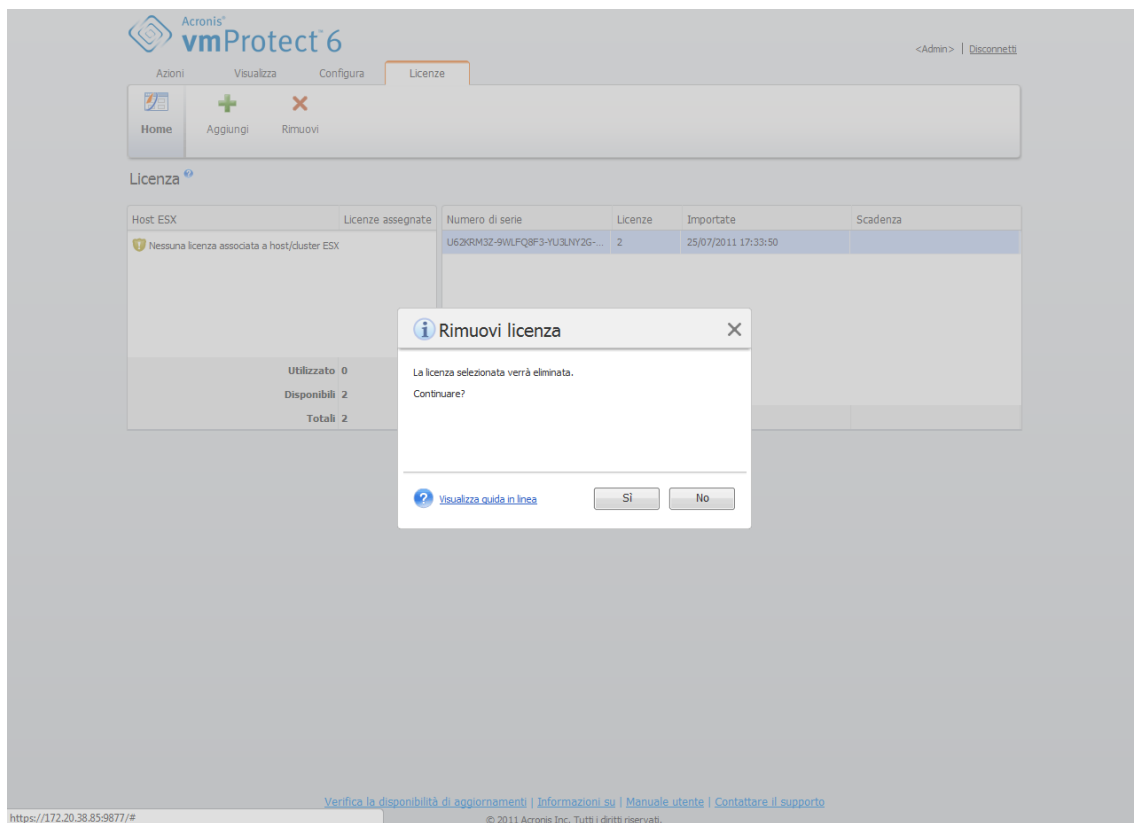 Acronis®
vmProtect™ 6
<Admin> | Disconnetti
Azioni Visualizza Configura Licenze
Home Aggiungi Rimuovi
Licenza
Host ESX Licenze assegnate Numero di serie Licenze Importate Scadenza
Nessuna licenza associata a host/cluster ESX U62KRM3Z-9WLFQ8F3-YU3LNY2G-... 2 25/07/2011 17:33:50
Utilizzato 0
Disponibili 2
Totali 2
Rimuovi licenza
La licenza selezionata verrà eliminata.
Continuare?
Visualizza guida in linea Sì No
Verifica la disponibilità di aggiornamenti | Informazioni su | Manuale utente | Contattare il supporto
https://172.20.38.85:9877/# © 2011 Acronis Inc. Tutti i diritti riservati.